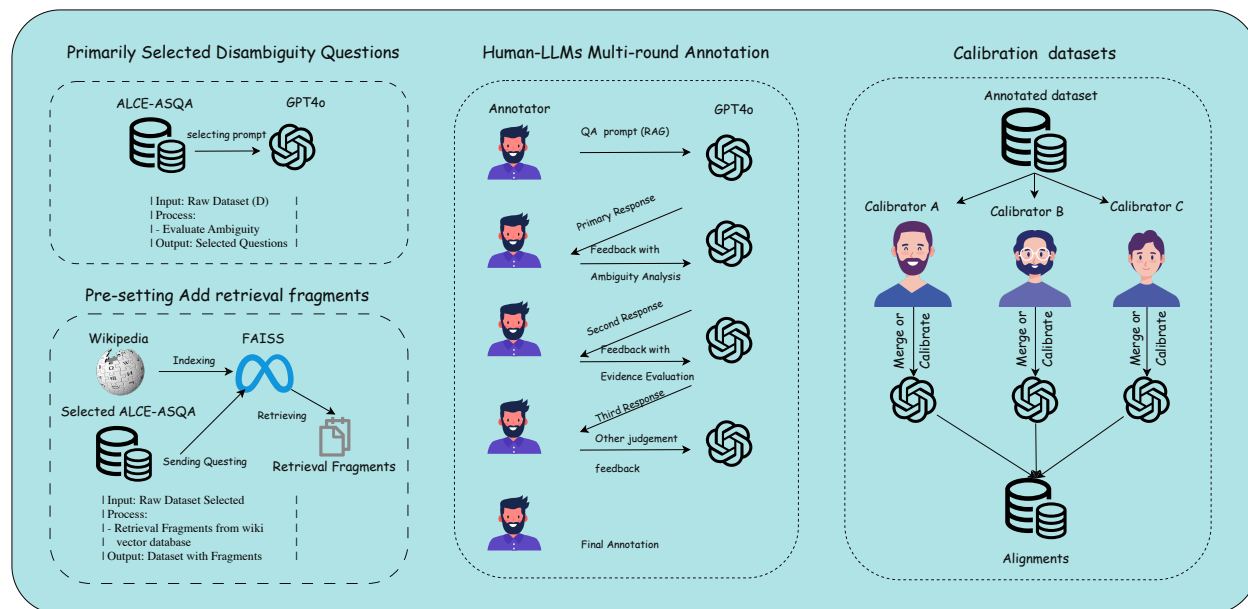 Primarily Selected Disambiguity Questions
ALCE-ASQA
GPT4o
selecting prompt
| Input: Raw Dataset (D) |
| Process: |
| - Evaluate Ambiguity |
| Output: Selected Questions |
Pre-setting Add retrieval fragments
Wikipedia
FAISS
Indexing
Selected ALCE-ASQA
Retrieving
Sending Questing
Retrieval Fragments
| Input: Raw Dataset Selected |
| Process: |
| - Retrieval Fragments from wiki |
| vector database |
| Output: Dataset with Fragments |
Human-LLMs Multi-round Annotation
Annotator
GPT4o
QA prompt (RAG)
Primary Response
Feedback with
Ambiguity Analysis
Second Response
Feedback with
Evidence Evaluation
Third Response
Other judgement
feedback
Final Annotation
Calibration datasets
Annotated dataset
Calibrator A
Calibrator B
Calibrator C
Merge or
Calibrate
Merge or
Calibrate
Merge or
Calibrate
Alignments